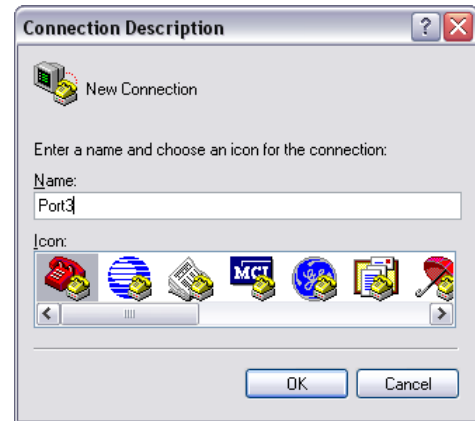 Connection Description
?
New Connection
Enter a name and choose an icon for the connection:
Name:
Port3
Icon:
MCI
OK
Cancel